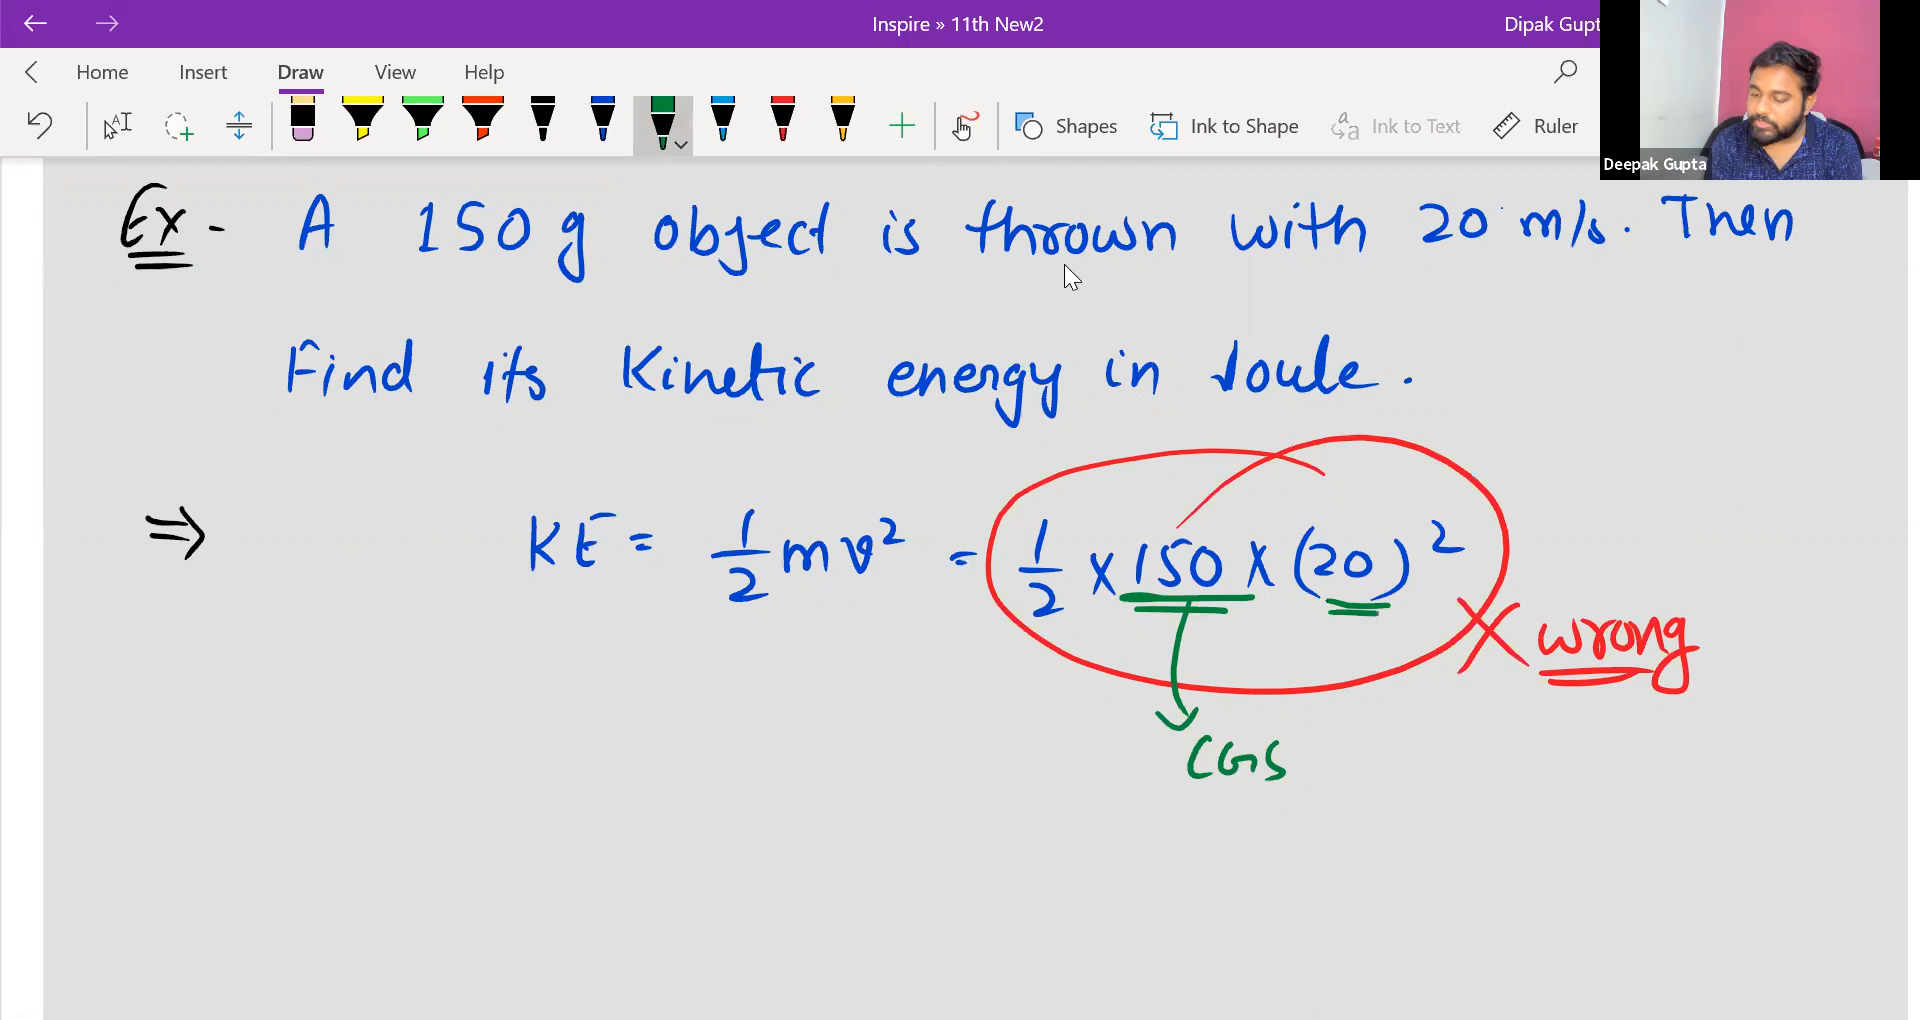 Inspire » 11th New2
Dipak Gupt
Home Insert Draw View Help
Shapes Ink to Shape Ink to Text Ruler
Deepak Gupta
Ex - A 150 g object is thrown with 20 m/s. Then
Find its Kinetic energy in Joule.
⇒ KE = 1/2 mv² = 1/2 × 150 × (20)²
× wrong
CGS